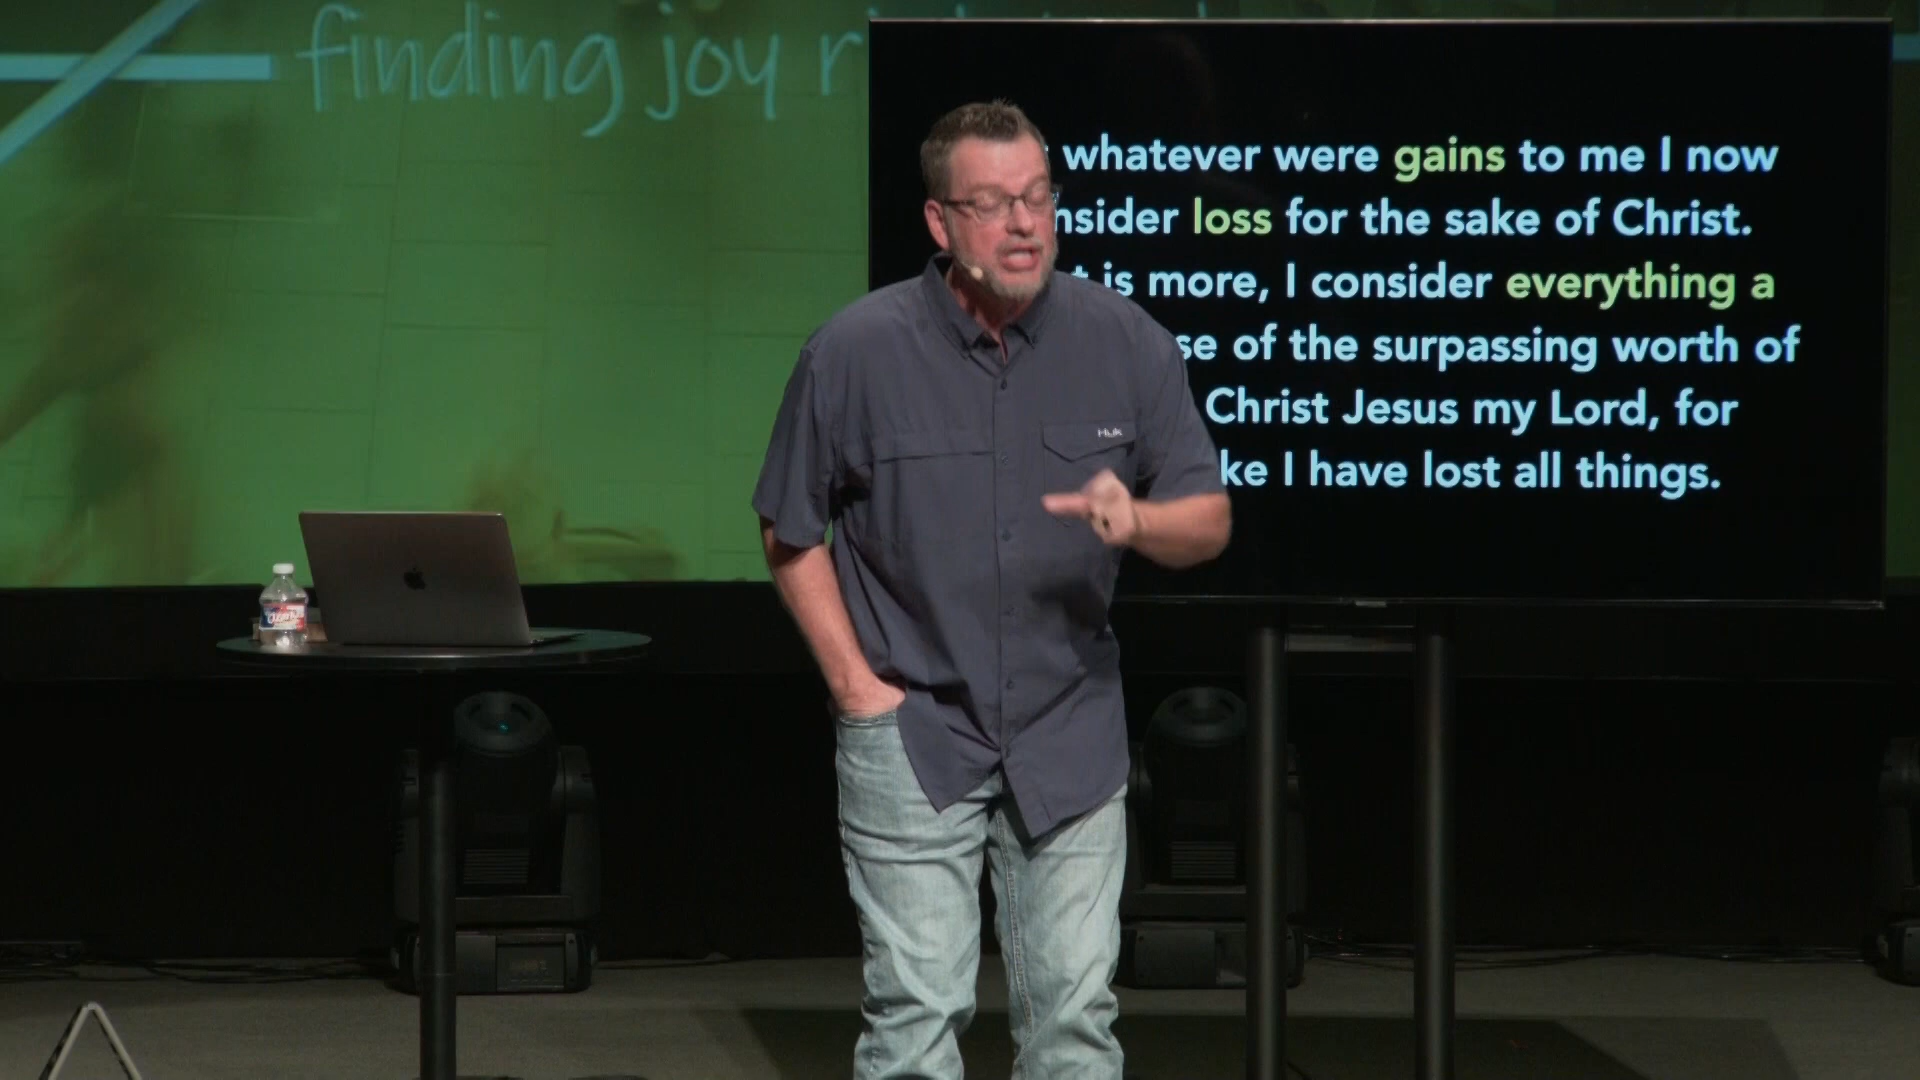 finding joy
whatever were gains to me I now
nsider loss for the sake of Christ.
is more, I consider everything a
se of the surpassing worth of
Christ Jesus my Lord, for
ke I have lost all things.
HUK